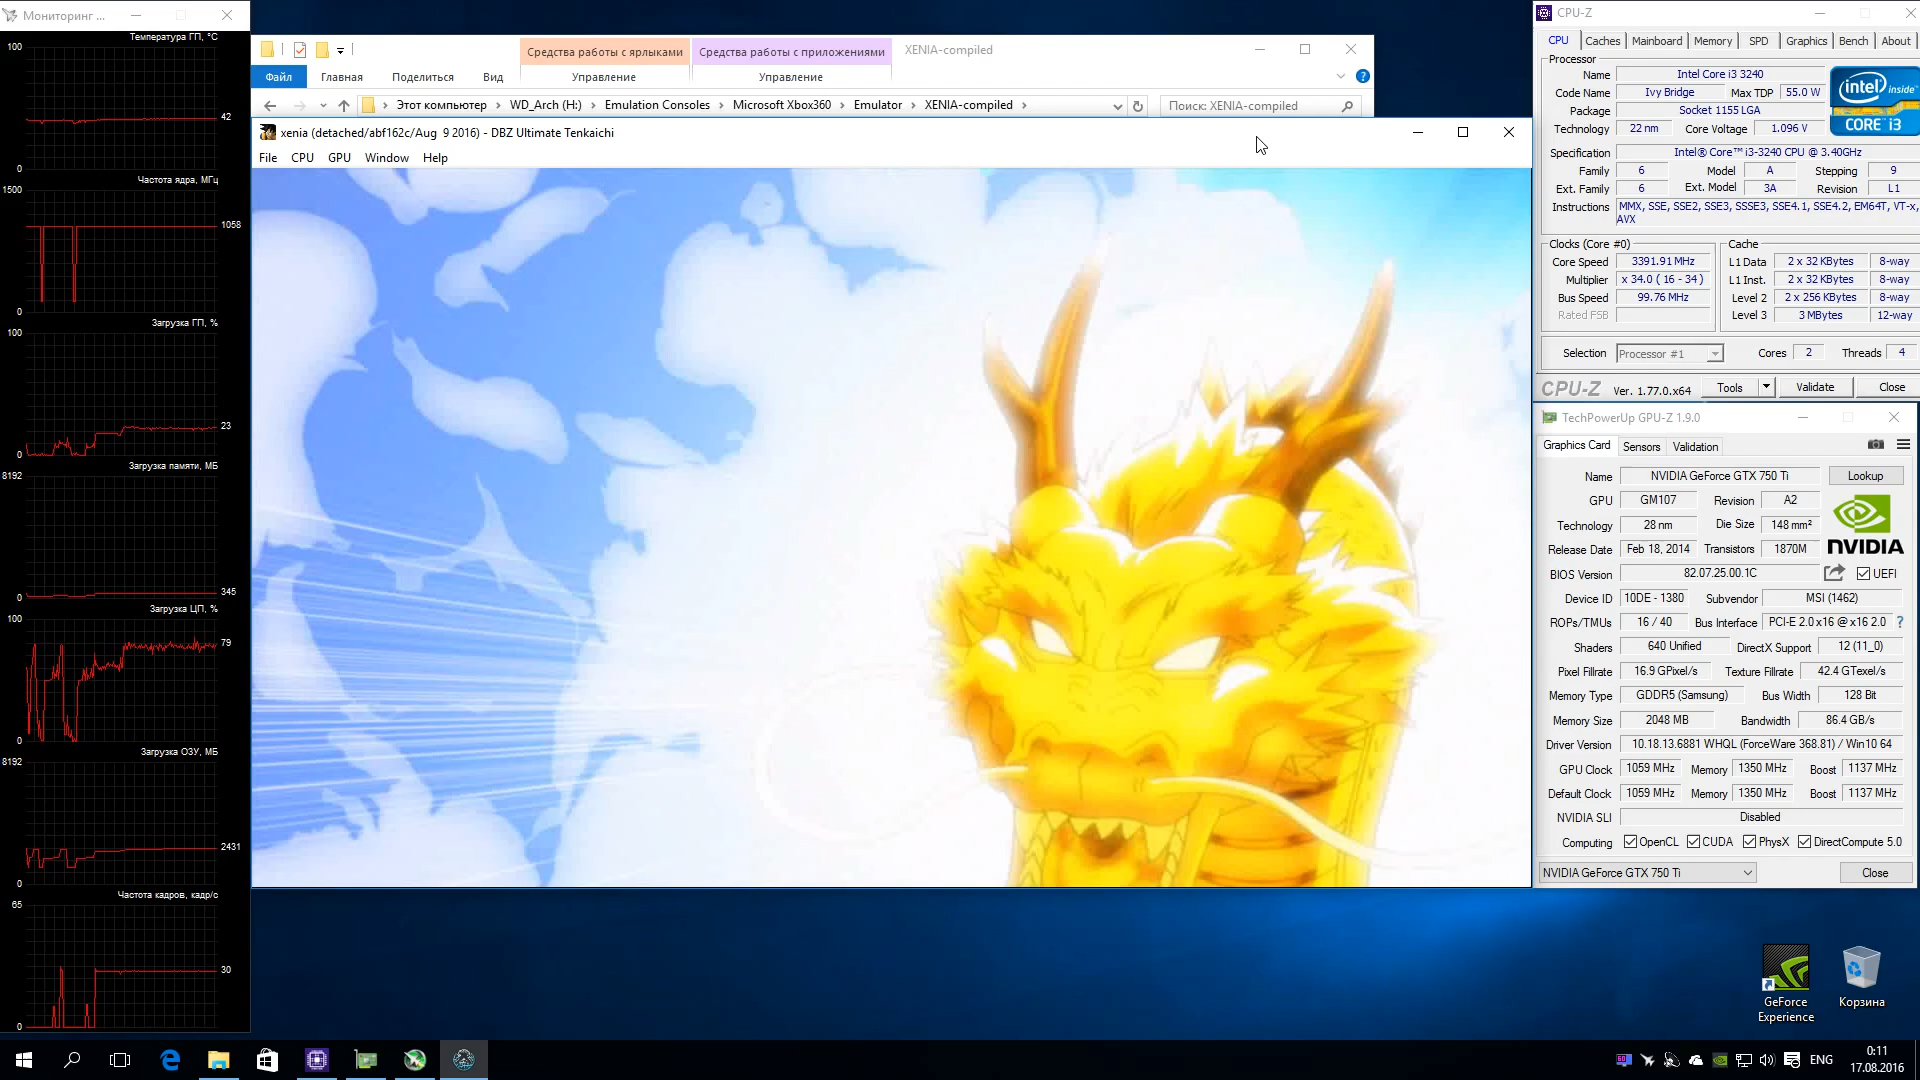 Мониторинг ...
Температура ГП, °C
100
42
0
Частота ядра, МГц
1500
1058
0
Загрузка ГП, %
100
23
0
Загрузка памяти, МБ
8192
345
0
Загрузка ЦП, %
100
79
0
Загрузка ОЗУ, МБ
8192
2431
0
Частота кадров, кадр/с
65
30
0
Средства работы с ярлыками
Средства работы с приложениями
XENIA-compiled
Файл
Главная
Поделиться
Вид
Управление
Управление
Этот компьютер
WD_Arch (H:)
Emulation Consoles
Microsoft Xbox360
Emulator
XENIA-compiled
Поиск: XENIA-compiled
xenia (detached/abf162c/Aug 9 2016) - DBZ Ultimate Tenkaichi
File CPU GPU Window Help
CPU-Z
CPU Caches Mainboard Memory SPD Graphics Bench About
Processor
Name Intel Core i3 3240
Code Name Ivy Bridge Max TDP 55.0 W
Package Socket 1155 LGA
Technology 22 nm Core Voltage 1.096 V
intel inside™
CORE i3
Specification Intel® Core™ i3-3240 CPU @ 3.40GHz
Family 6 Model A Stepping 9
Ext. Family 6 Ext. Model 3A Revision L1
Instructions MMX, SSE, SSE2, SSE3, SSSE3, SSE4.1, SSE4.2, EM64T, VT-x,
AVX
Clocks (Core #0)
Core Speed 3391.91 MHz
Multiplier x 34.0 ( 16 - 34 )
Bus Speed 99.76 MHz
Rated FSB
Cache
L1 Data 2 x 32 KBytes 8-way
L1 Inst. 2 x 32 KBytes 8-way
Level 2 2 x 256 KBytes 8-way
Level 3 3 MBytes 12-way
Selection Processor #1 Cores 2 Threads 4
CPU-Z Ver. 1.77.0.x64 Tools Validate Close
TechPowerUp GPU-Z 1.9.0
Graphics Card Sensors Validation
Name NVIDIA GeForce GTX 750 Ti Lookup
GPU GM107 Revision A2
Technology 28 nm Die Size 148 mm²
Release Date Feb 18, 2014 Transistors 1870M
NVIDIA
BIOS Version 82.07.25.00.1C UEFI
Device ID 10DE - 1380 Subvendor MSI (1462)
ROPs/TMUs 16 / 40 Bus Interface PCI-E 2.0 x16 @ x16 2.0 ?
Shaders 640 Unified DirectX Support 12 (11_0)
Pixel Fillrate 16.9 GPixel/s Texture Fillrate 42.4 GTexel/s
Memory Type GDDR5 (Samsung) Bus Width 128 Bit
Memory Size 2048 MB Bandwidth 86.4 GB/s
Driver Version 10.18.13.6881 WHQL (ForceWare 368.81) / Win10 64
GPU Clock 1059 MHz Memory 1350 MHz Boost 1137 MHz
Default Clock 1059 MHz Memory 1350 MHz Boost 1137 MHz
NVIDIA SLI Disabled
Computing OpenCL CUDA PhysX DirectCompute 5.0
NVIDIA GeForce GTX 750 Ti Close
GeForce
Experience
Корзина
ENG
0:11
17.08.2016